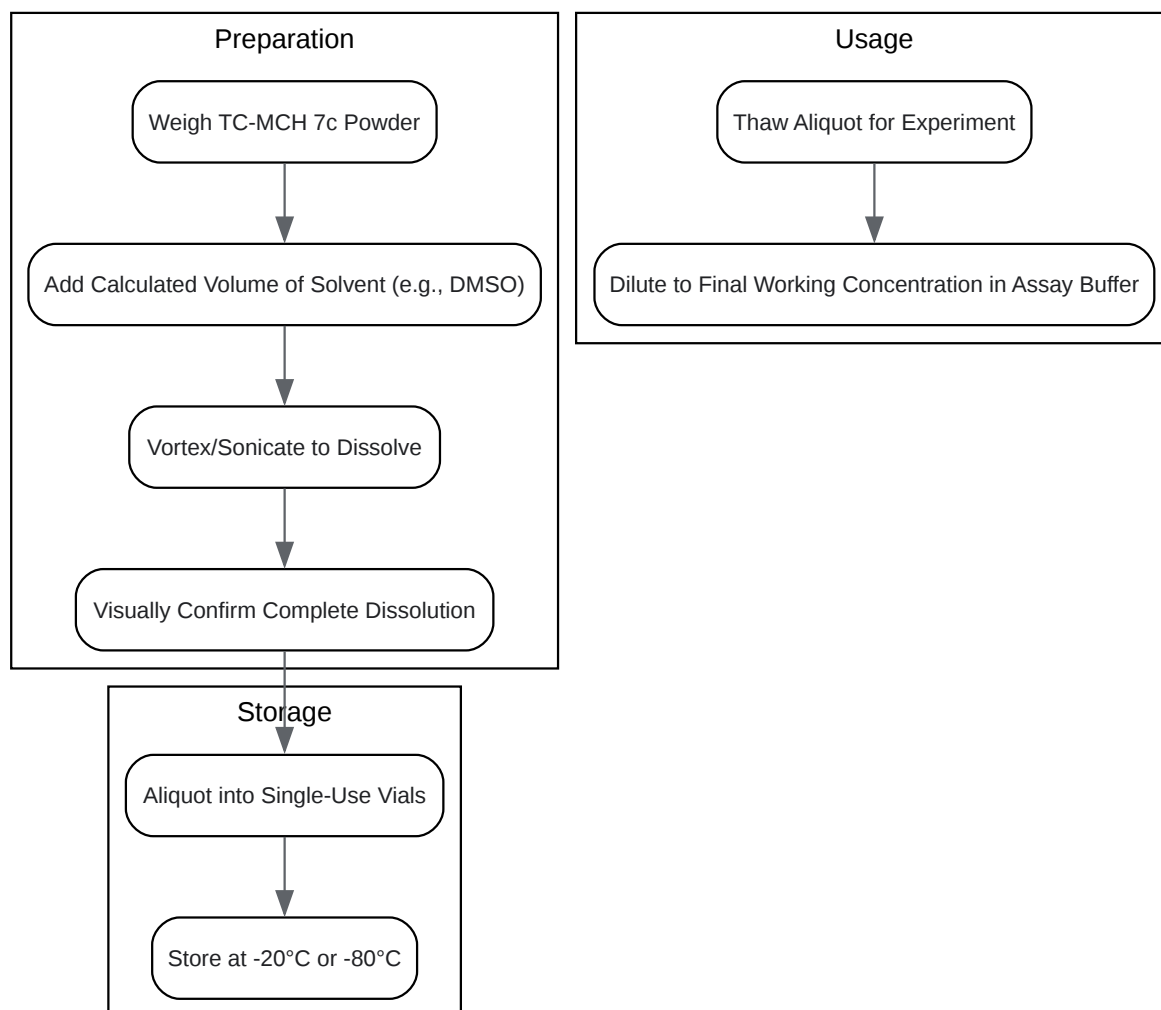 Preparation
Weigh TC-MCH 7c Powder
Add Calculated Volume of Solvent (e.g., DMSO)
Vortex/Sonicate to Dissolve
Visually Confirm Complete Dissolution
Storage
Aliquot into Single-Use Vials
Store at -20°C or -80°C
Usage
Thaw Aliquot for Experiment
Dilute to Final Working Concentration in Assay Buffer